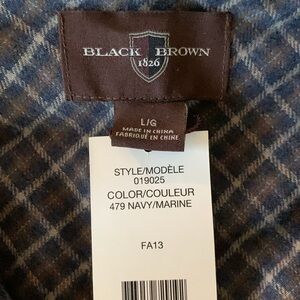 BLACK BROWN
1826
L/G
MADE IN CHINA
FABRIQUÉ EN CHINE
STYLE/MODÈLE
019025
COLOR/COULEUR
479 NAVY/MARINE
FA13